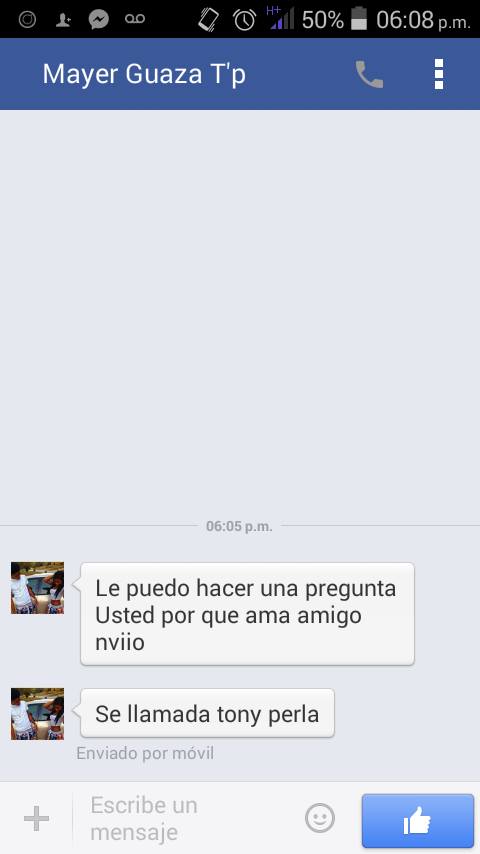 H+ 50% 06:08 p.m.
Mayer Guaza T'p
06:05 p.m.
Le puedo hacer una pregunta
Usted por que ama amigo
nviio
Se llamada tony perla
Enviado por móvil
Escribe un
mensaje